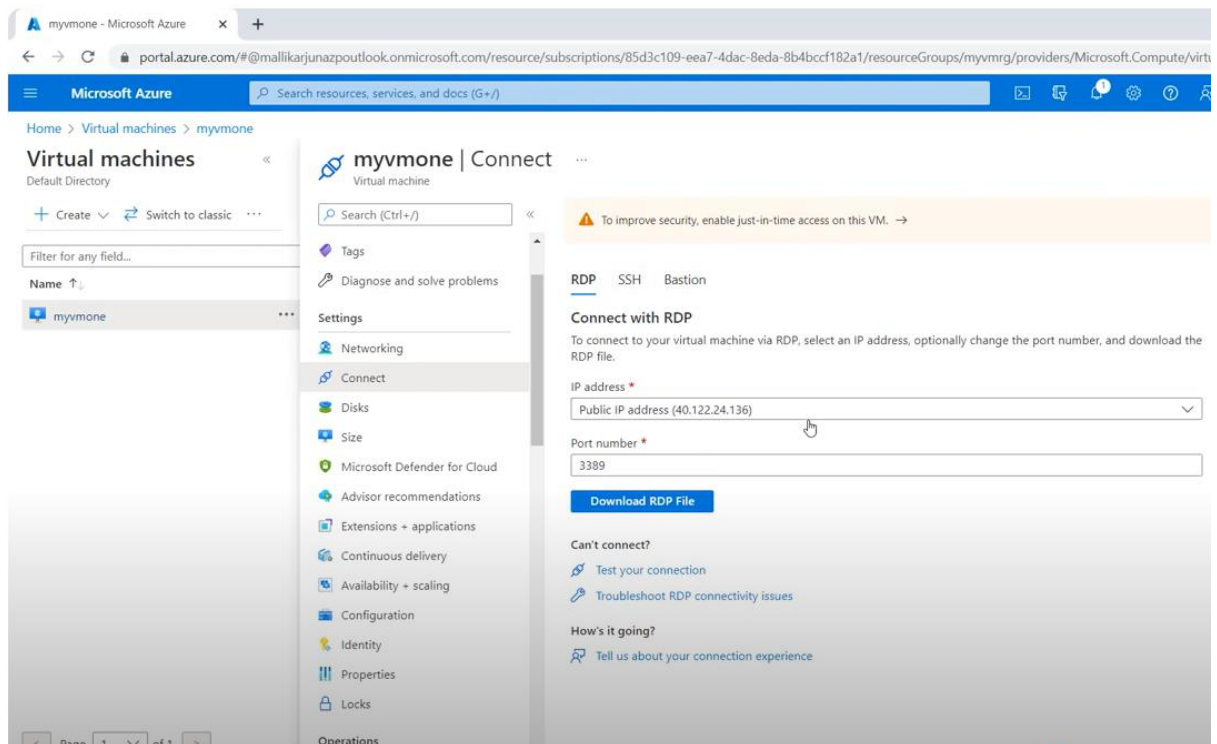 myvmone - Microsoft Azure
portal.azure.com/#@mallikarjunazpoutlook.onmicrosoft.com/resource/subscriptions/85d3c109-eea7-4dac-8eda-8b4bccf182a1/resourceGroups/myvmrg/providers/Microsoft.Compute/virtu
Microsoft Azure
Search resources, services, and docs (G+/)
1
Home > Virtual machines > myvmone
Virtual machines
Default Directory
Create
Switch to classic
Filter for any field...
Name
myvmone
myvmone | Connect
Virtual machine
Search (Ctrl+/)
Tags
Diagnose and solve problems
Settings
Networking
Connect
Disks
Size
Microsoft Defender for Cloud
Advisor recommendations
Extensions + applications
Continuous delivery
Availability + scaling
Configuration
Identity
Properties
Locks
Operations
To improve security, enable just-in-time access on this VM. →
RDP SSH Bastion
Connect with RDP
To connect to your virtual machine via RDP, select an IP address, optionally change the port number, and download the
RDP file.
IP address *
Public IP address (40.122.24.136)
Port number *
3389
Download RDP File
Can't connect?
Test your connection
Troubleshoot RDP connectivity issues
How's it going?
Tell us about your connection experience
Page 1 of 1